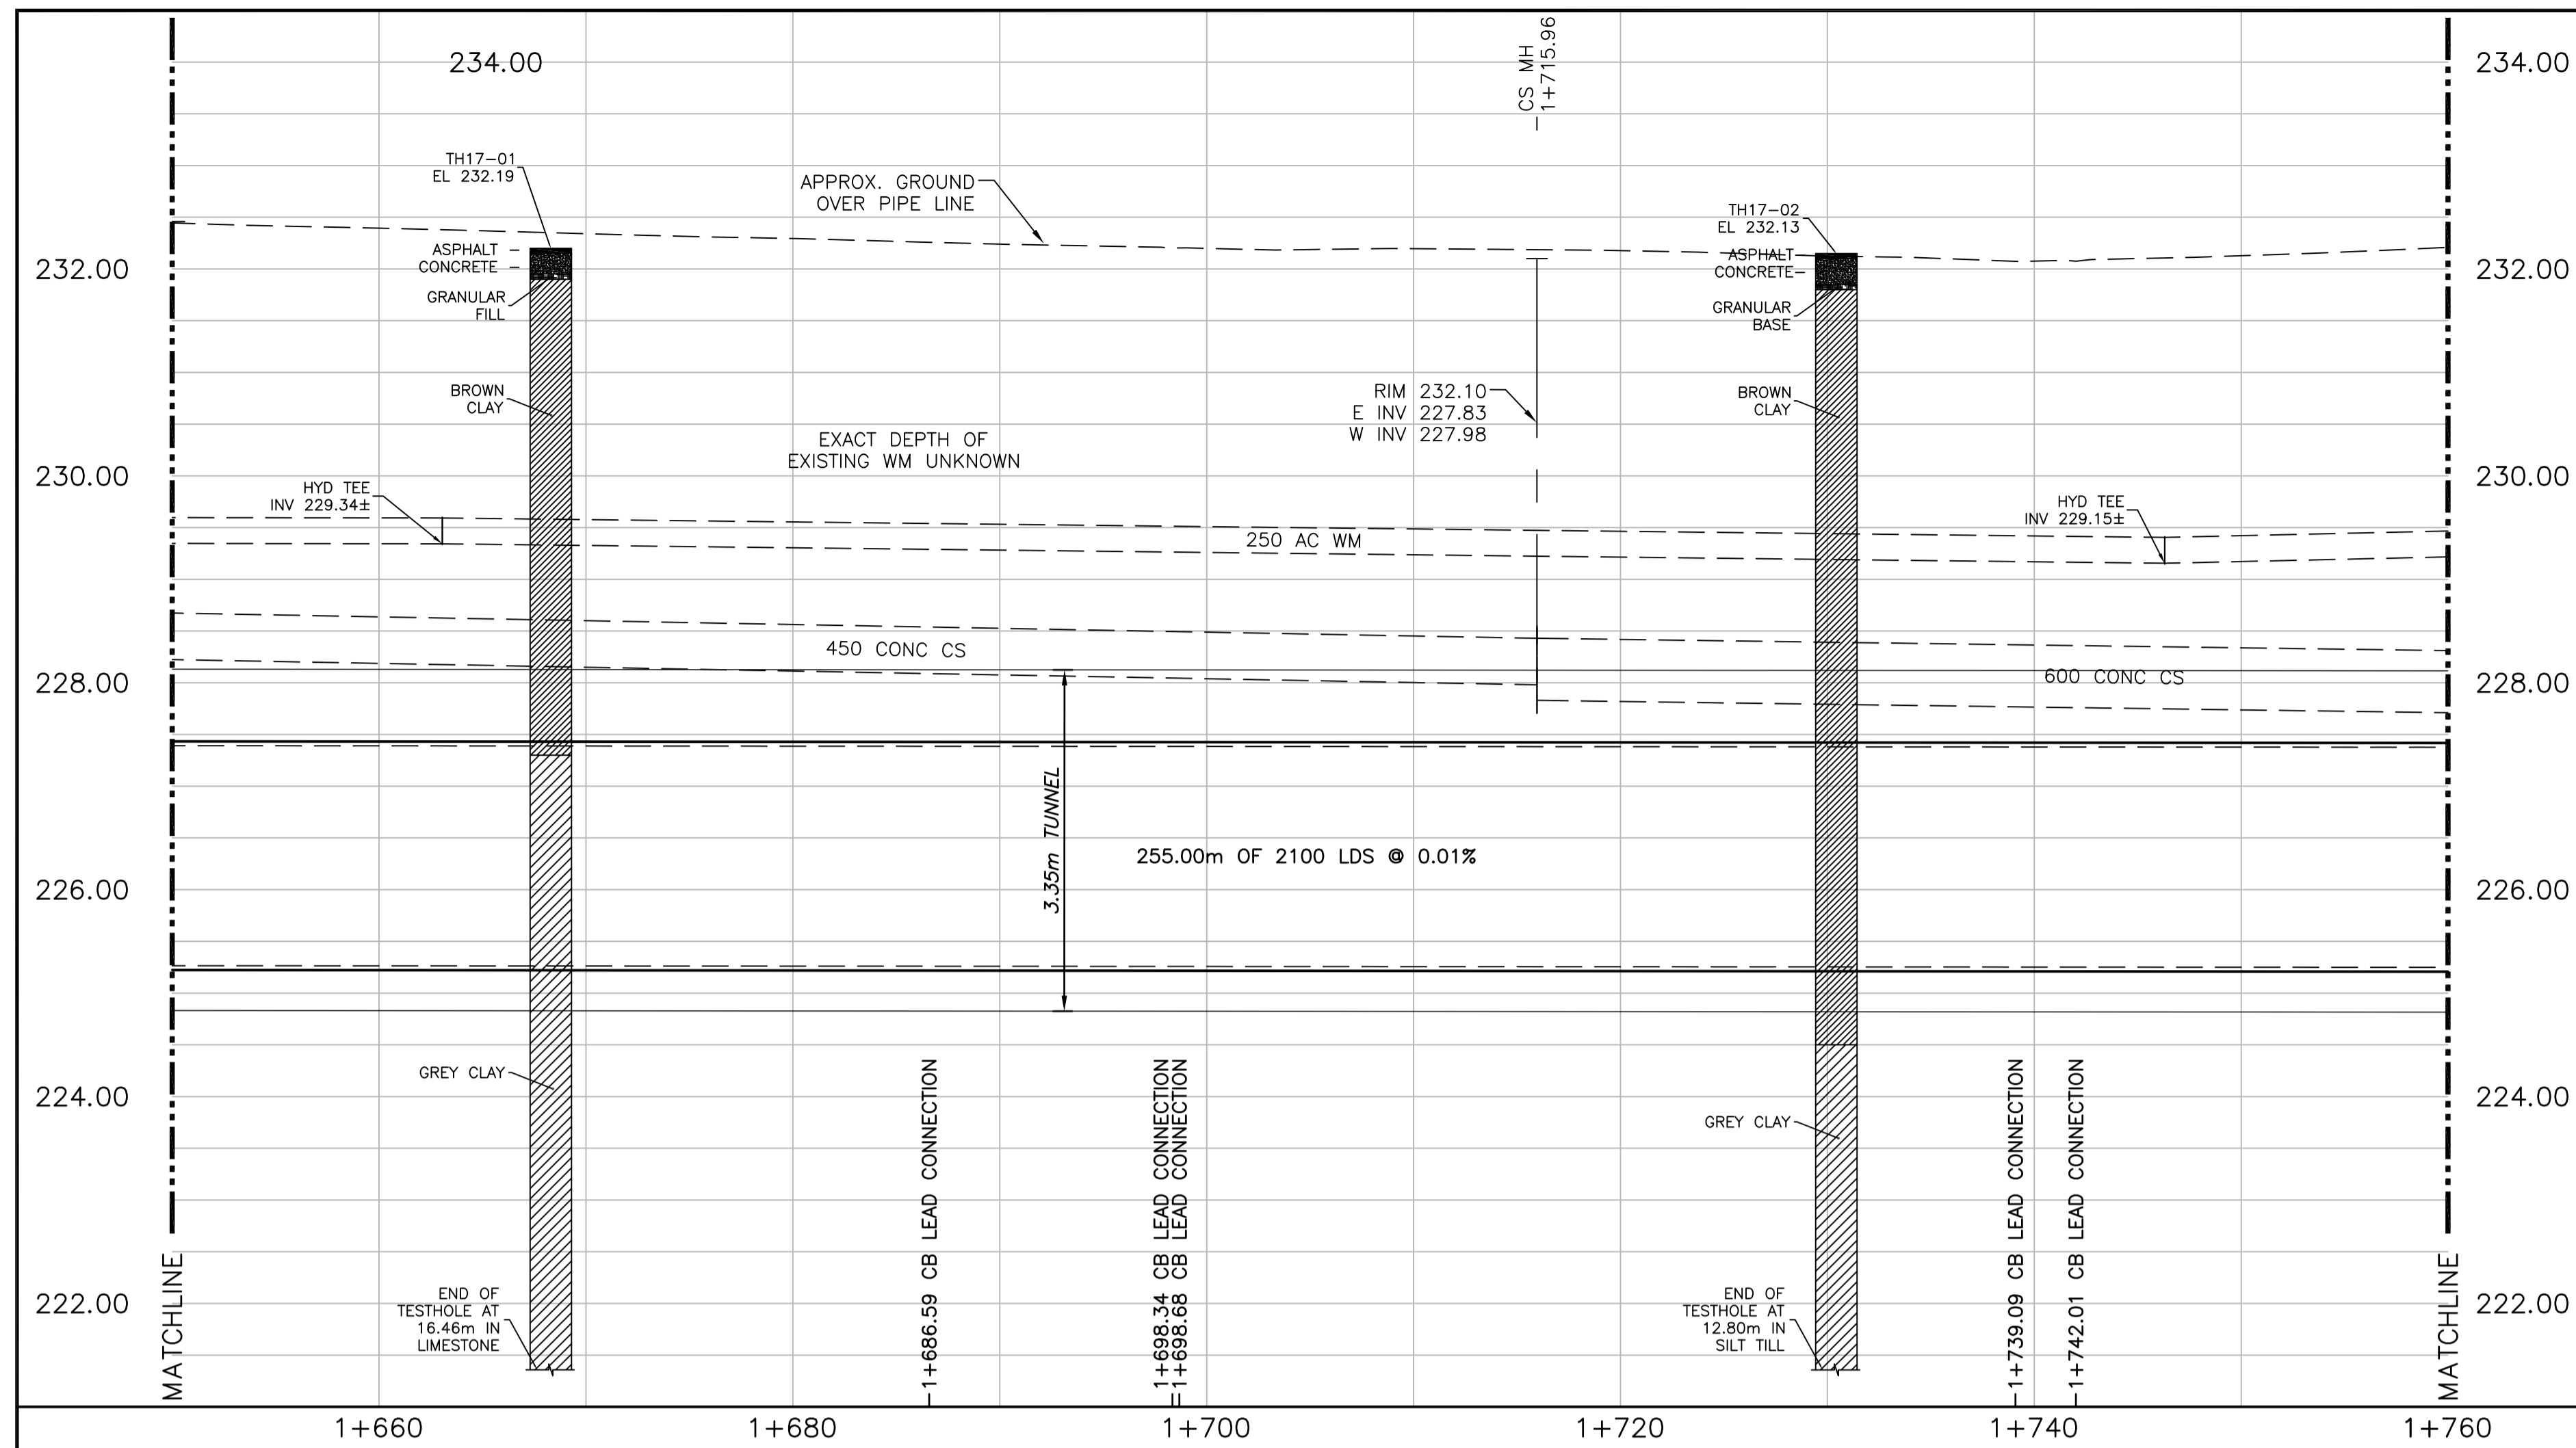 234.00
234.00
234.00
CS MH
1+715.96
TH17-01
EL 232.19
APPROX. GROUND
OVER PIPE LINE
TH17-02
EL 232.13
ASPHALT
CONCRETE
ASPHALT
CONCRETE
232.00
232.00
GRANULAR
FILL
GRANULAR
BASE
BROWN
CLAY
RIM 232.10
E INV 227.83
W INV 227.98
BROWN
CLAY
EXACT DEPTH OF
EXISTING WM UNKNOWN
230.00
230.00
HYD TEE
INV 229.34±
HYD TEE
INV 229.15±
250 AC WM
450 CONC CS
600 CONC CS
228.00
228.00
3.35m TUNNEL
255.00m OF 2100 LDS @ 0.01%
226.00
226.00
GREY CLAY
GREY CLAY
224.00
224.00
1+686.59 CB LEAD CONNECTION
1+698.34 CB LEAD CONNECTION
1+698.68 CB LEAD CONNECTION
1+739.09 CB LEAD CONNECTION
1+742.01 CB LEAD CONNECTION
222.00
222.00
END OF
TESTHOLE AT
16.46m IN
LIMESTONE
END OF
TESTHOLE AT
12.80m IN
SILT TILL
MATCHLINE
MATCHLINE
1+660
1+680
1+700
1+720
1+740
1+760